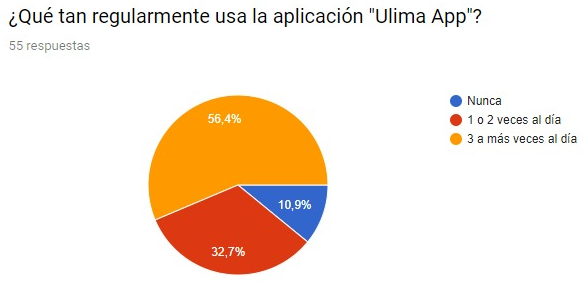 ¿Qué tan regularmente usa la aplicación "Ulima App"?
55 respuestas
56,4%
10,9%
32,7%
Nunca
1 o 2 veces al día
3 a más veces al día